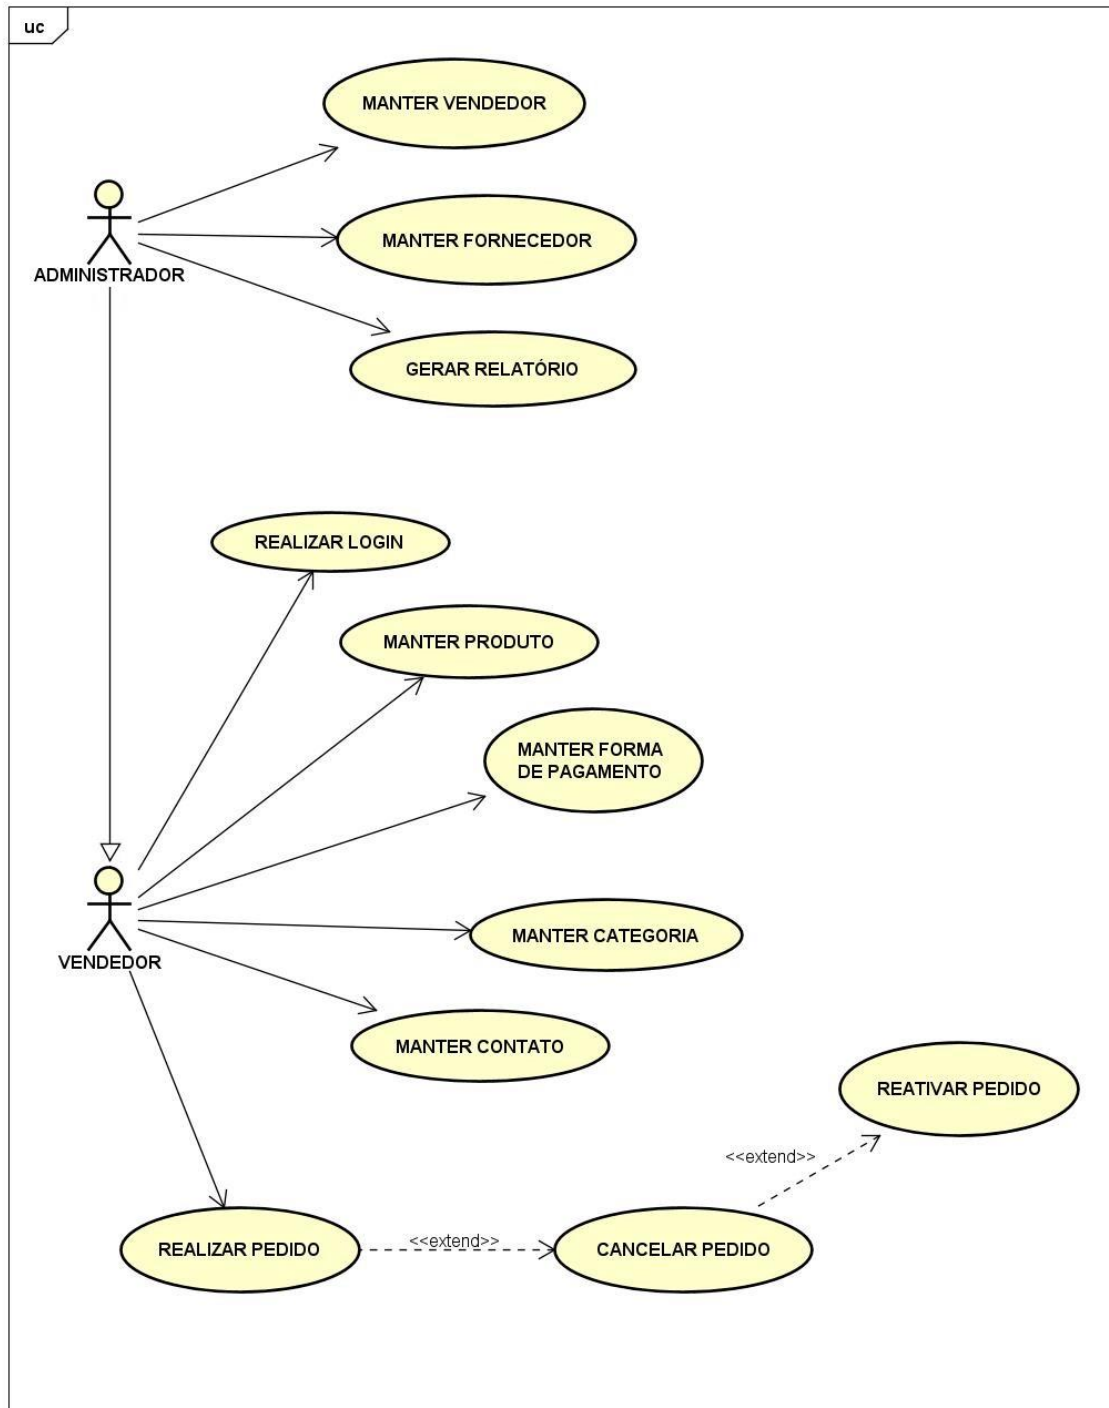 uc
MANTER VENDEDOR
MANTER FORNECEDOR
ADMINISTRADOR
GERAR RELATÓRIO
REALIZAR LOGIN
MANTER PRODUTO
MANTER FORMA
DE PAGAMENTO
MANTER CATEGORIA
VENDEDOR
MANTER CONTATO
REATIVAR PEDIDO
<<extend>>
REALIZAR PEDIDO
<<extend>>
CANCELAR PEDIDO